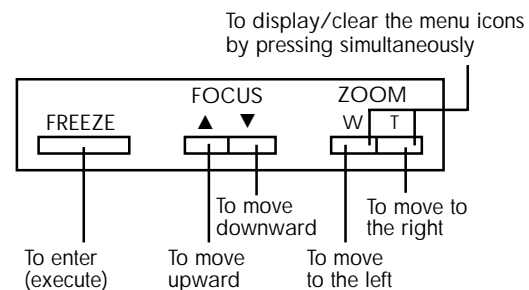 To display/clear the menu icons
by pressing simultaneously
FOCUS
ZOOM
FREEZE
▲ ▼
W T
To move
downward
To move to
the right
To enter
(execute)
To move
upward
To move
to the left